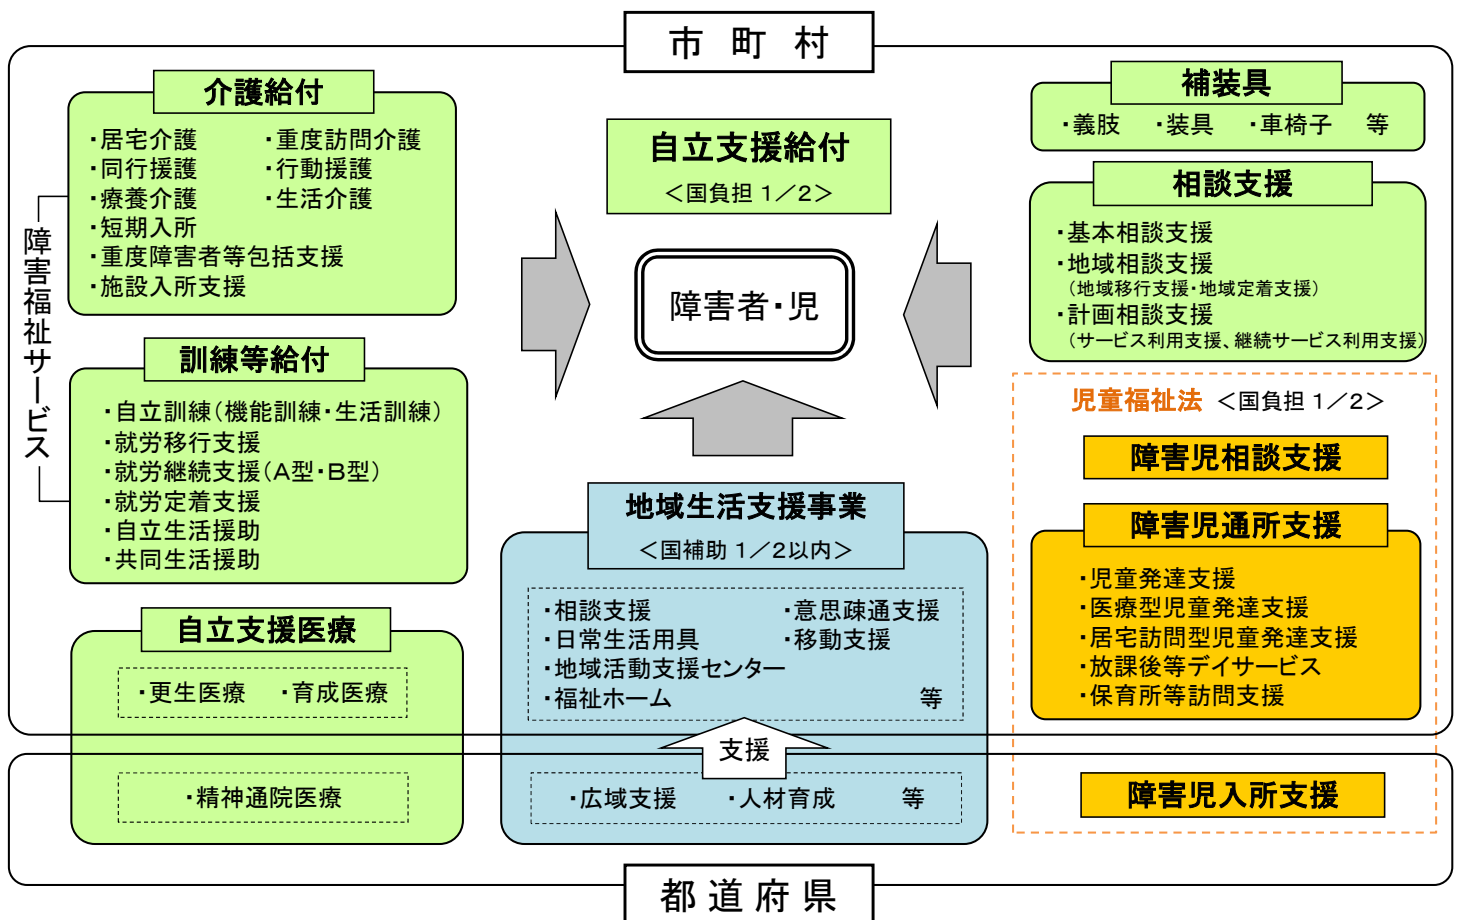 市町村
介護給付
・居宅介護　・重度訪問介護
・同行援護　・行動援護
・療養介護　・生活介護
・短期入所
・重度障害者等包括支援
・施設入所支援
障害福祉サービス
訓練等給付
・自立訓練（機能訓練・生活訓練）
・就労移行支援
・就労継続支援（A型・B型）
・就労定着支援
・自立生活援助
・共同生活援助
自立支援医療
・更生医療　・育成医療
・精神通院医療
自立支援給付
＜国負担 1／2＞
障害者・児
地域生活支援事業
＜国補助 1／2以内＞
・相談支援　・意思疎通支援
・日常生活用具　・移動支援
・地域活動支援センター
・福祉ホーム　等
支援
・広域支援　・人材育成　等
補装具
・義肢　・装具　・車椅子　等
相談支援
・基本相談支援
・地域相談支援
（地域移行支援・地域定着支援）
・計画相談支援
（サービス利用支援、継続サービス利用支援）
児童福祉法 ＜国負担 1／2＞
障害児相談支援
障害児通所支援
・児童発達支援
・医療型児童発達支援
・居宅訪問型児童発達支援
・放課後等デイサービス
・保育所等訪問支援
障害児入所支援
都道府県